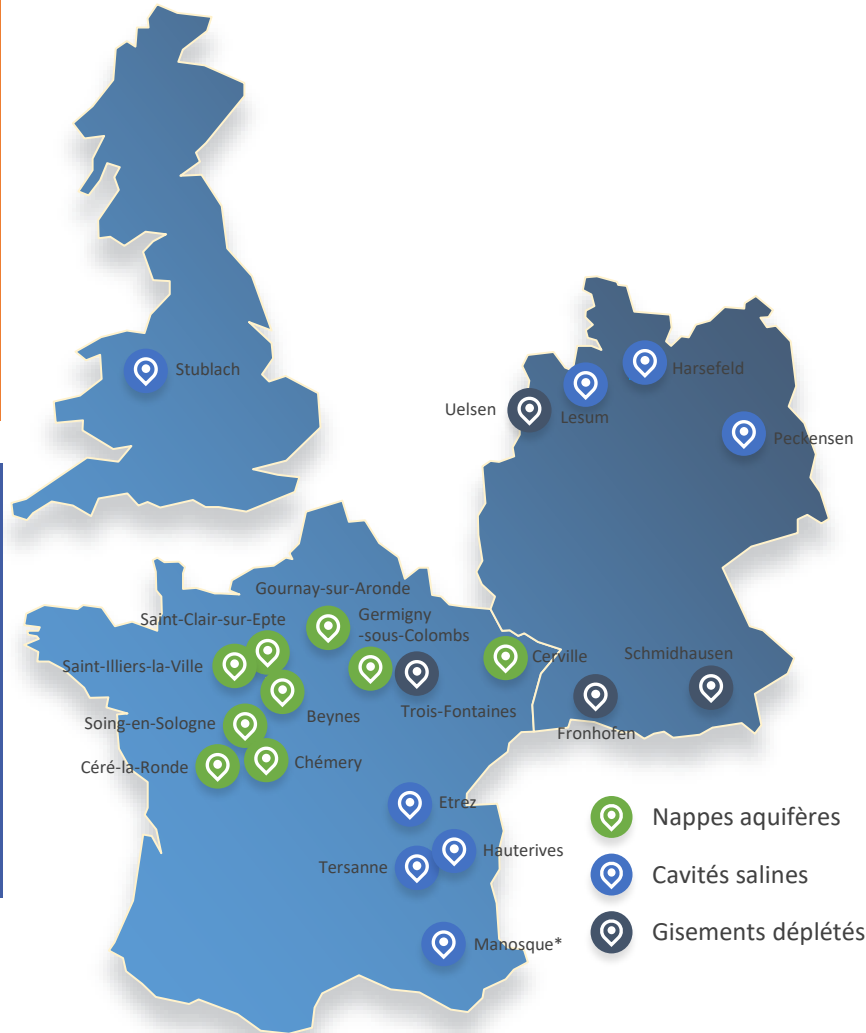 Stublach
Harsefeld
Uelsen
Lesum
Peckensen
Gournay-sur-Aronde
Saint-Clair-sur-Epte
Germigny
-sous-Colombs
Saint-Illiers-la-Ville
Cerville
Schmidhausen
Beynes
Trois-Fontaines
Soing-en-Sologne
Fronhofen
Céré-la-Ronde
Chémery
Etrez
Hauterives
Tersanne
Manosque*
Nappes aquifères
Cavités salines
Gisements déplétés